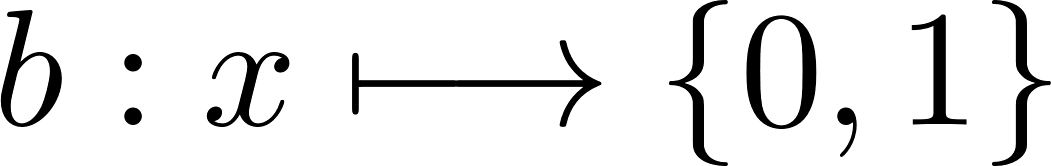 b : x ⟼ {0, 1}